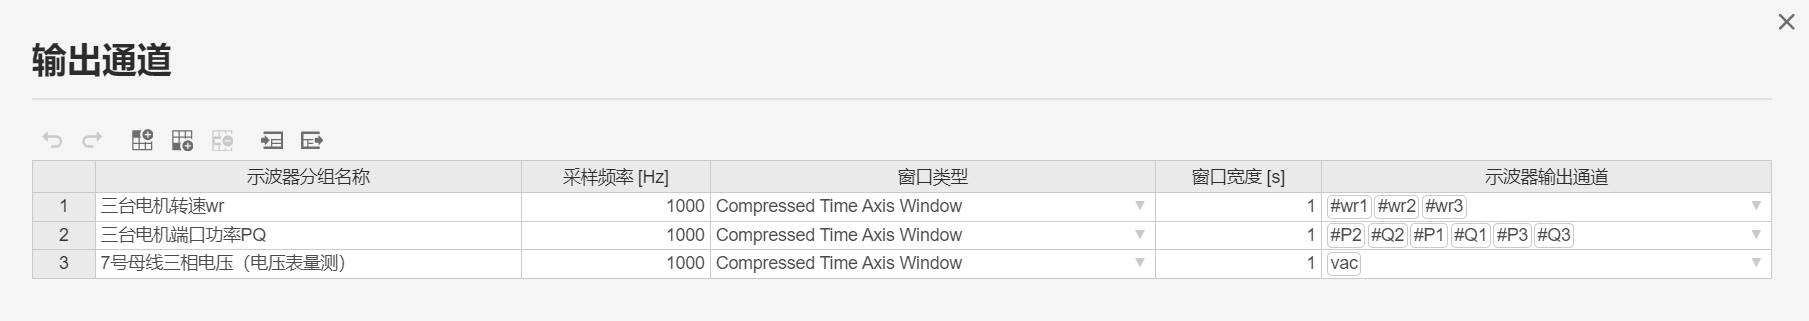 输出通道
示波器分组名称 采样频率 [Hz] 窗口类型 窗口宽度 [s] 示波器输出通道
1 三台电机转速wr 1000 Compressed Time Axis Window 1 #wr1 #wr2 #wr3
2 三台电机端口功率PQ 1000 Compressed Time Axis Window 1 #P2 #Q2 #P1 #Q1 #P3 #Q3
3 7号母线三相电压（电压表量测） 1000 Compressed Time Axis Window 1 vac